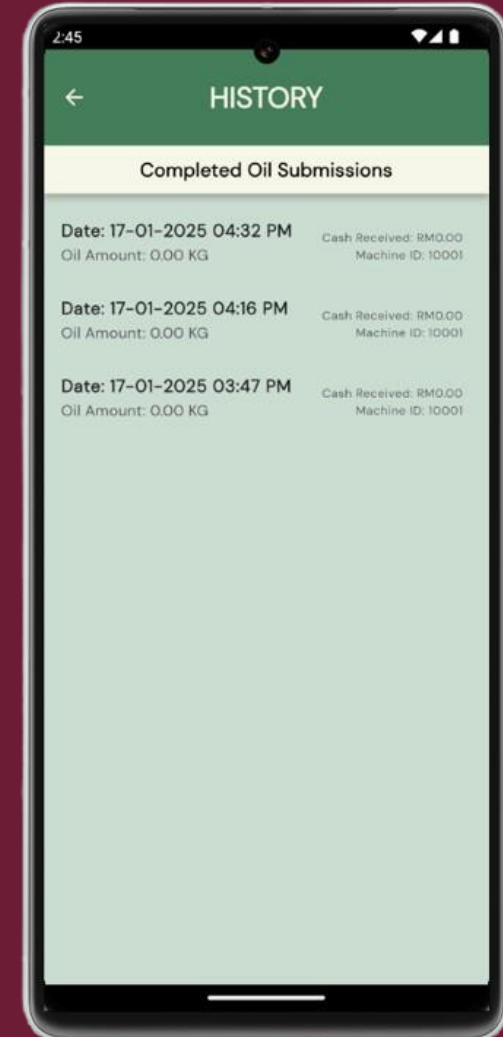 2:45
HISTORY
Completed Oil Submissions
Date: 17-01-2025 04:32 PM
Cash Received: RM0.00
Oil Amount: 0.00 KG
Machine ID: 10001
Date: 17-01-2025 04:16 PM
Cash Received: RM0.00
Oil Amount: 0.00 KG
Machine ID: 10001
Date: 17-01-2025 03:47 PM
Cash Received: RM0.00
Oil Amount: 0.00 KG
Machine ID: 10001